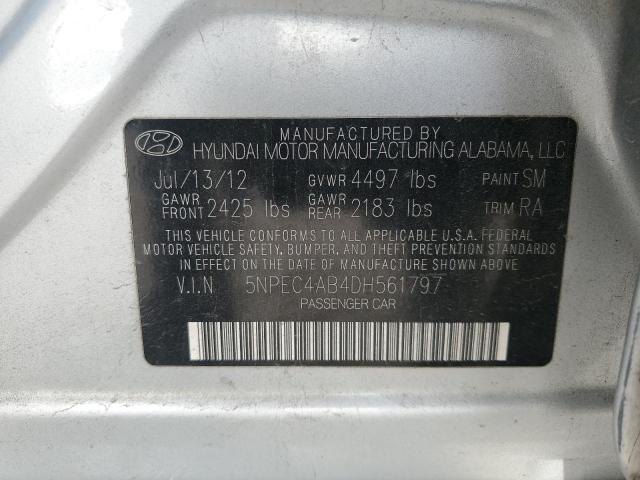 MANUFACTURED BY
HYUNDAI MOTOR MANUFACTURING ALABAMA, LLC
Jul/13/12 GVWR 4497 lbs PAINT SM
GAWR FRONT 2425 lbs GAWR REAR 2183 lbs TRIM RA
THIS VEHICLE CONFORMS TO ALL APPLICABLE U.S.A. FEDERAL
MOTOR VEHICLE SAFETY, BUMPER, AND THEFT PREVENTION STANDARDS
IN EFFECT ON THE DATE OF MANUFACTURE SHOWN ABOVE.
V.I.N 5NPEC4AB4DH561797
PASSENGER CAR